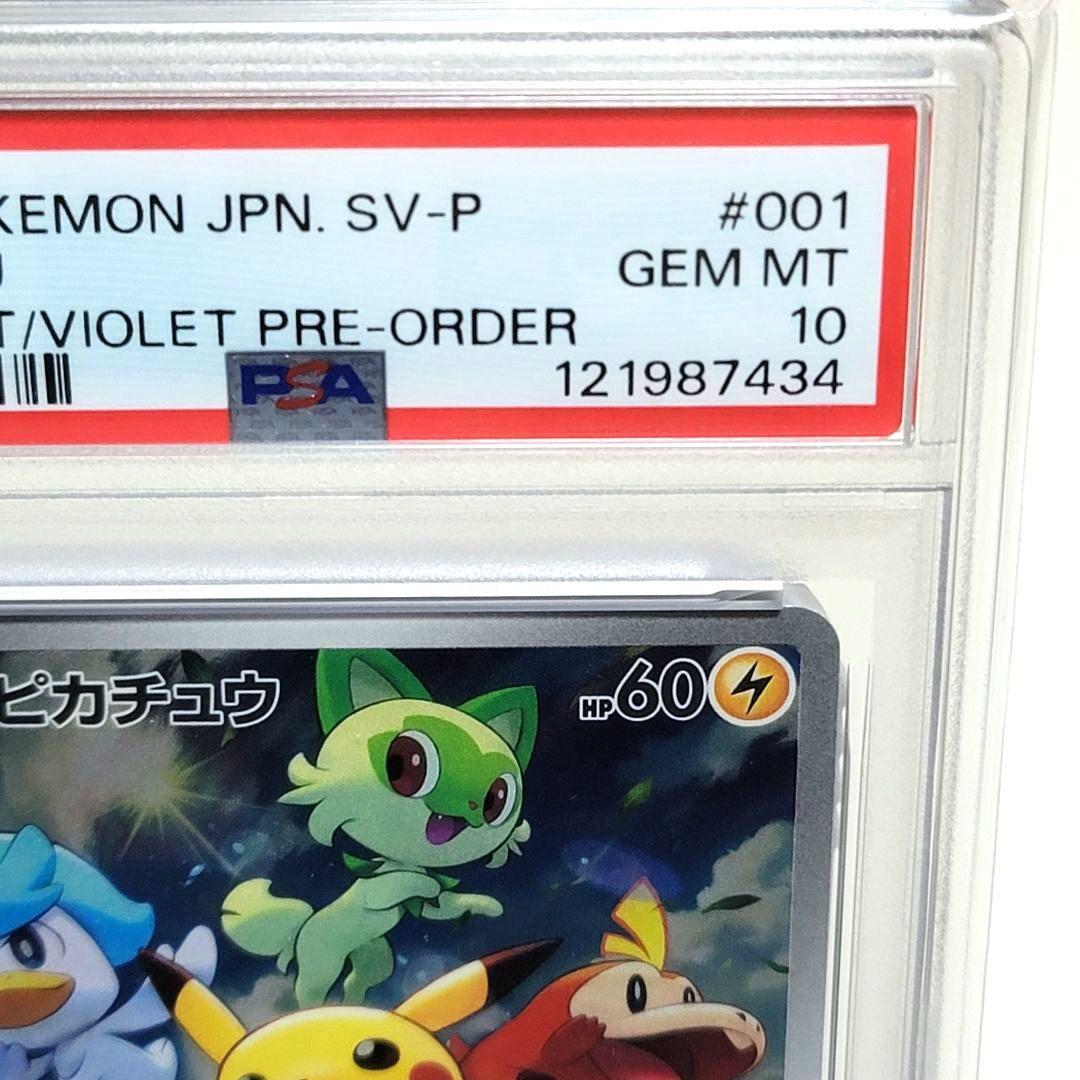 KEMON JPN. SV-P #001
GEM MT
T/VIOLET PRE-ORDER 10
PSA 121987434
ピカチュウ HP60